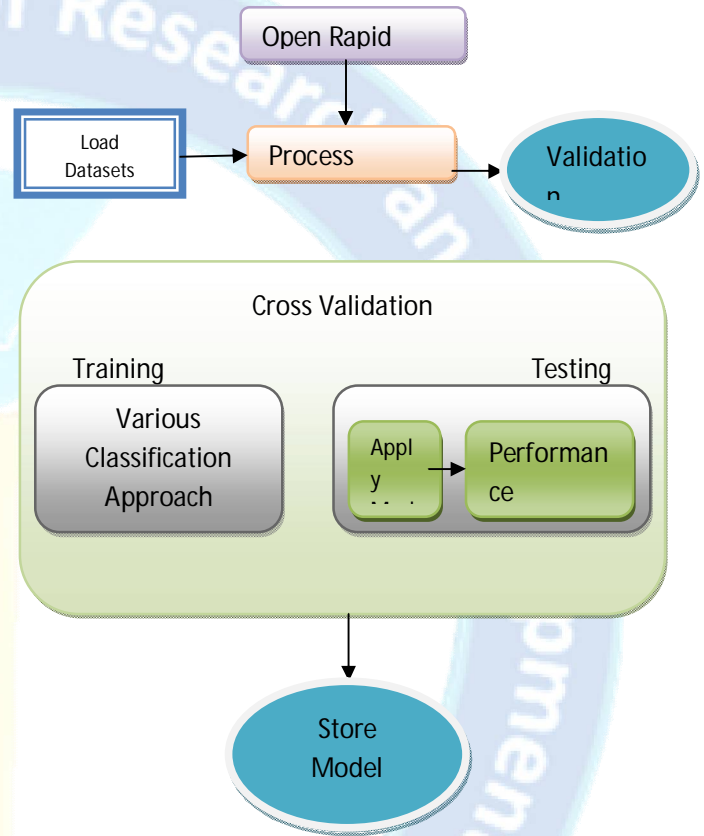 Open Rapid
Load
Datasets
Process
Validatio
n
Cross Validation
Training
Testing
Various
Classification
Approach
Appl
y
Performan
ce
Store
Model